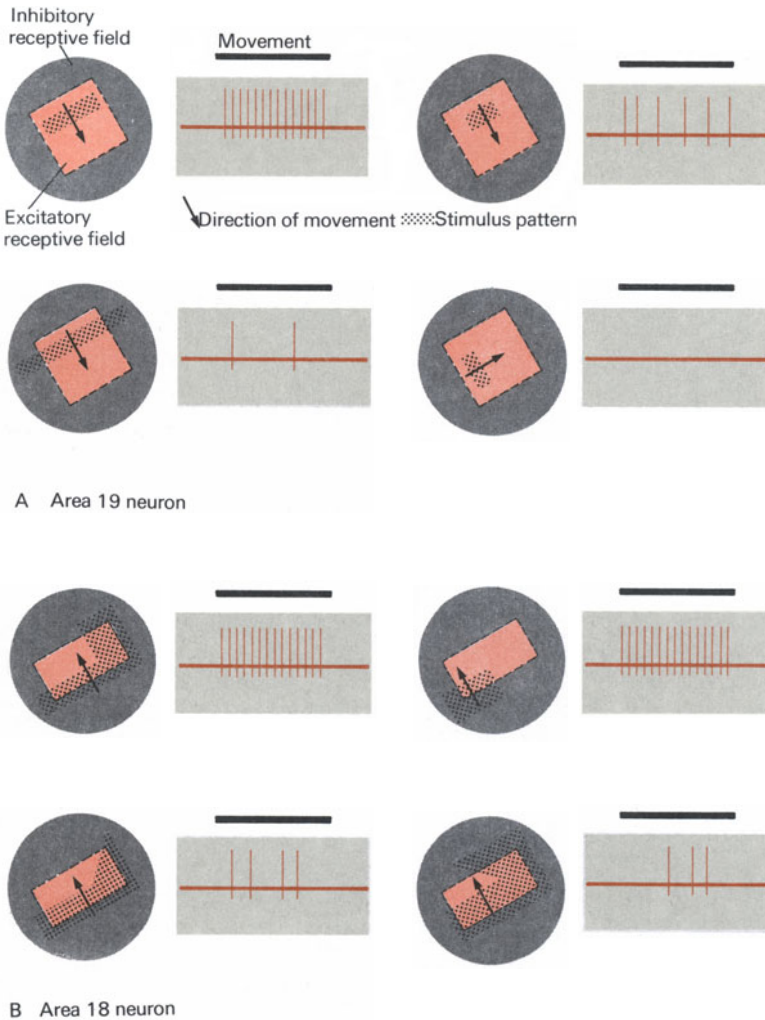 Inhibitory
receptive field
Movement
Excitatory
receptive field
Direction of movement
Stimulus pattern
A Area 19 neuron
B Area 18 neuron